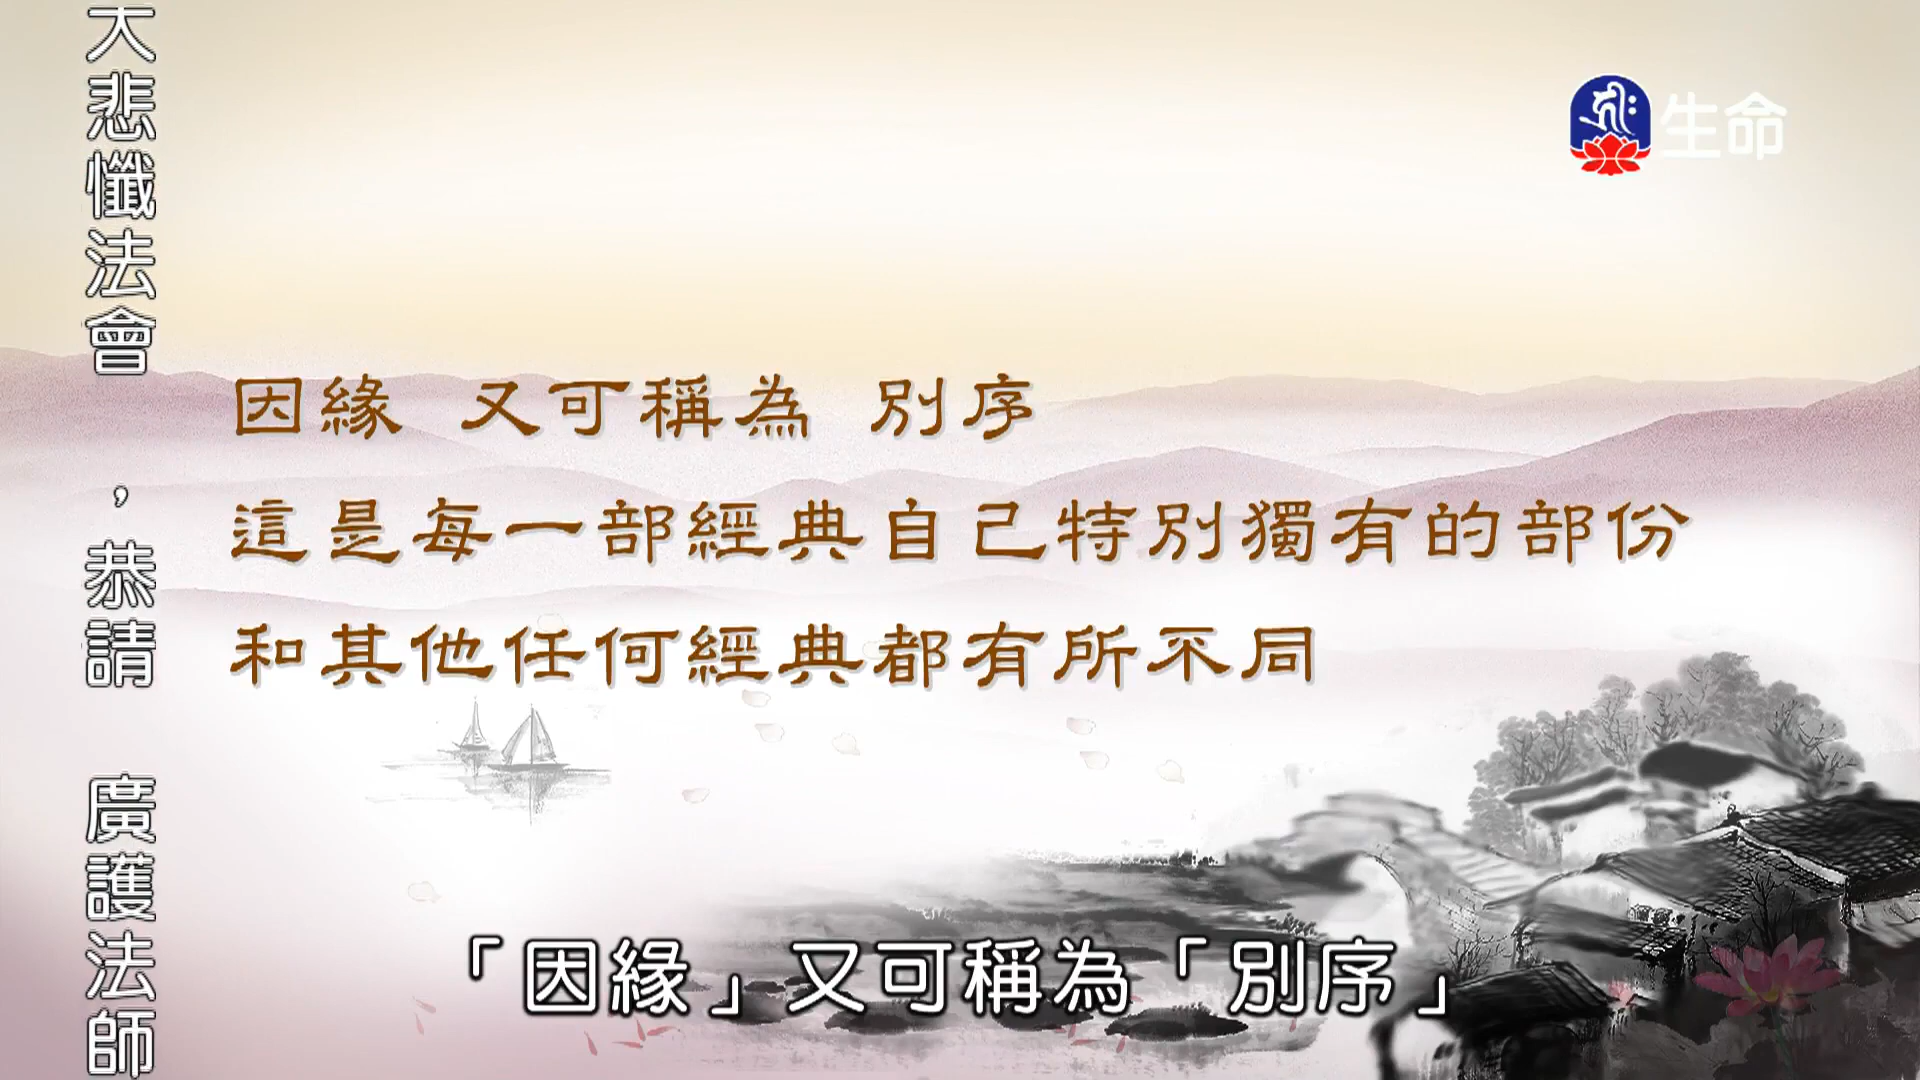 大悲懺法會，恭請 廣護法師
生命
因緣 又可稱為 別序
這是每一部經典自己特別獨有的部份
和其他任何經典都有所不同
「因緣」又可稱為「別序」